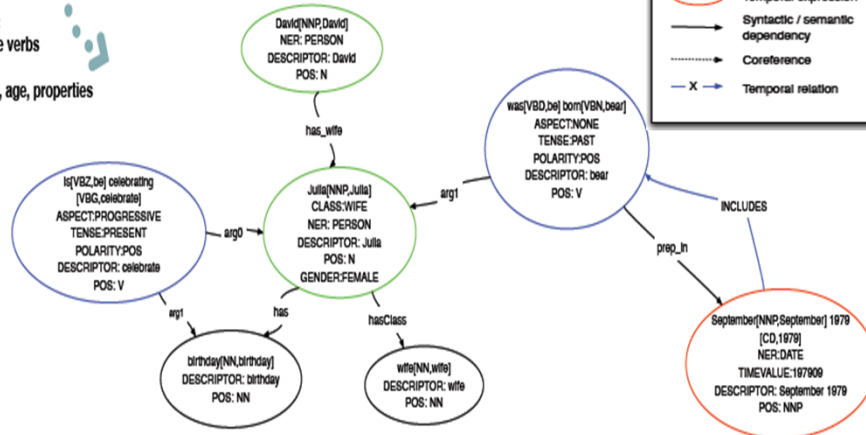 e verbs
, age, properties
David[NNP,David]
NER: PERSON
DESCRIPTOR: David
POS: N
has_wife
Is[VBZ,be] celebrating
[VBG,celebrate]
ASPECT:PROGRESSIVE
TENSE:PRESENT
POLARITY:POS
DESCRIPTOR: celebrate
POS: V
arg0
Julia[NNP,Julia]
CLASS:WIFE
NER: PERSON
DESCRIPTOR: Julia
POS: N
GENDER:FEMALE
arg1
was[VBD,be] born[VBN,bear]
ASPECT:NONE
TENSE:PAST
POLARITY:POS
DESCRIPTOR: bear
POS: V
Syntactic / semantic
dependency
Coreference
X
Temporal relation
INCLUDES
prep_in
arg1
has
hasClass
birthday[NN,birthday]
DESCRIPTOR: birthday
POS: NN
wife[NN,wife]
DESCRIPTOR: wife
POS: NN
September[NNP,September] 1979
[CD,1979]
NER:DATE
TIMEVALUE:197909
DESCRIPTOR: September 1979
POS: NNP